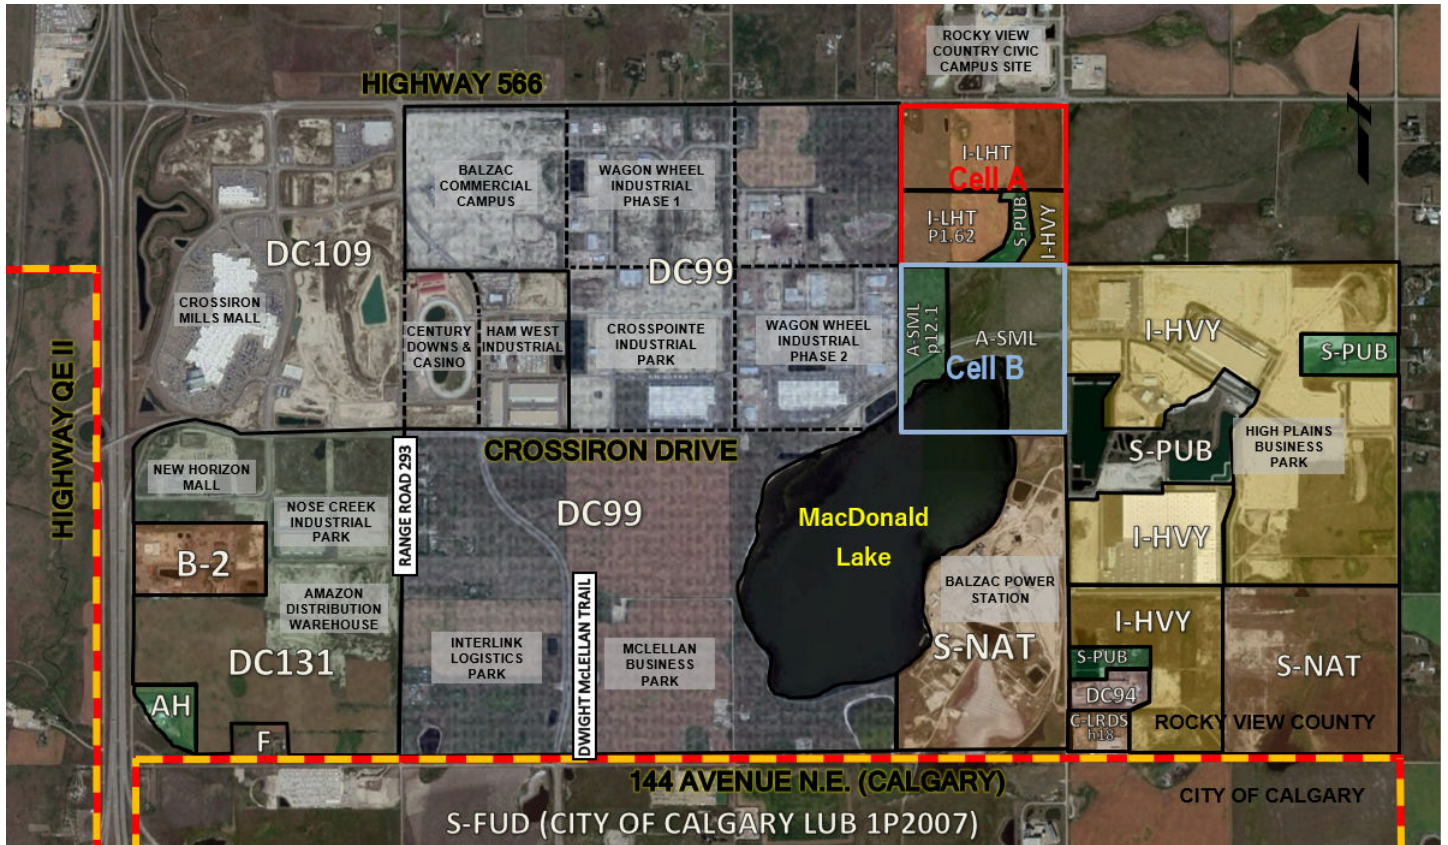 ROCKY VIEW
COUNTRY CIVIC
CAMPUS SITE
HIGHWAY 566
I-LHT
Cell A
BALZAC
COMMERCIAL
CAMPUS
WAGON WHEEL
INDUSTRIAL
PHASE 1
I-LHT
P1.62
S-PUB
I-HVY
DC109
DC99
CROSSIRON
MILLS MALL
CENTURY
DOWNS &
CASINO
HAM WEST
INDUSTRIAL
CROSSPOINTE
INDUSTRIAL
PARK
WAGON WHEEL
INDUSTRIAL
PHASE 2
A-SML
p12.1
A-SML
Cell B
I-HVY
S-PUB
HIGHWAY QE II
CROSSIRON DRIVE
S-PUB
HIGH PLAINS
BUSINESS
PARK
NEW HORIZON
MALL
NOSE CREEK
INDUSTRIAL
PARK
RANGE ROAD 293
DC99
MacDonald
Lake
I-HVY
B-2
AMAZON
DISTRIBUTION
WAREHOUSE
BALZAC POWER
STATION
I-HVY
DC131
INTERLINK
LOGISTICS
PARK
DWIGHT McLELLAN TRAIL
MCLELLAN
BUSINESS
PARK
S-NAT
S-PUB
S-NAT
DC94
AH
F
C-LRDS
h18
ROCKY VIEW COUNTY
144 AVENUE N.E. (CALGARY)
CITY OF CALGARY
S-FUD (CITY OF CALGARY LUB 1P2007)